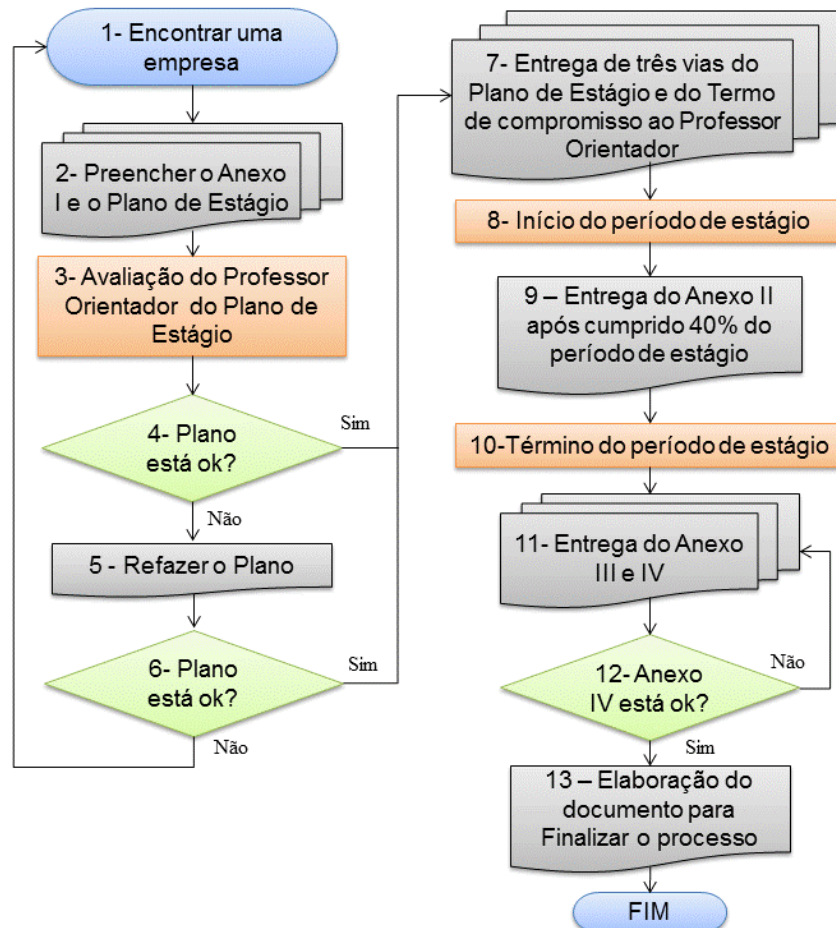 1- Encontrar uma
empresa
2- Preencher o Anexo
I e o Plano de Estágio
3- Avaliação do Professor
Orientador do Plano de
Estágio
4- Plano
está ok?
Sim
Não
5 - Refazer o Plano
6- Plano
está ok?
Sim
Não
7- Entrega de três vias do
Plano de Estágio e do Termo
de compromisso ao Professor
Orientador
8- Início do período de estágio
9 – Entrega do Anexo II
após cumprido 40% do
período de estágio
10-Término do período de estágio
11- Entrega do Anexo
III e IV
12- Anexo
IV está ok?
Não
Sim
13 – Elaboração do
documento para
Finalizar o processo
FIM